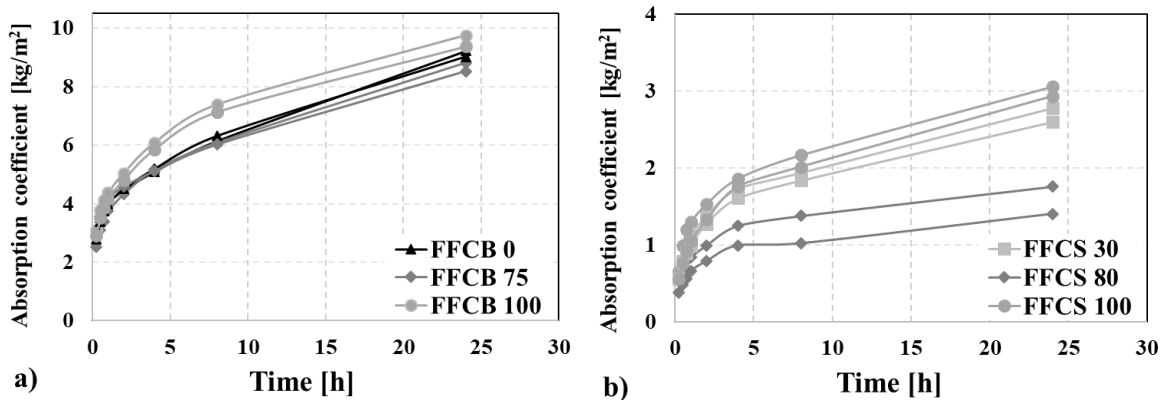 Absorption coefficient [kg/m²]
10
8
6
4
2
0
0 5 10 15 20 25 30
Time [h]
FFCB 0
FFCB 75
FFCB 100
a)
Absorption coefficient [kg/m²]
4
3
2
1
0
0 5 10 15 20 25 30
Time [h]
FFCS 30
FFCS 80
FFCS 100
b)